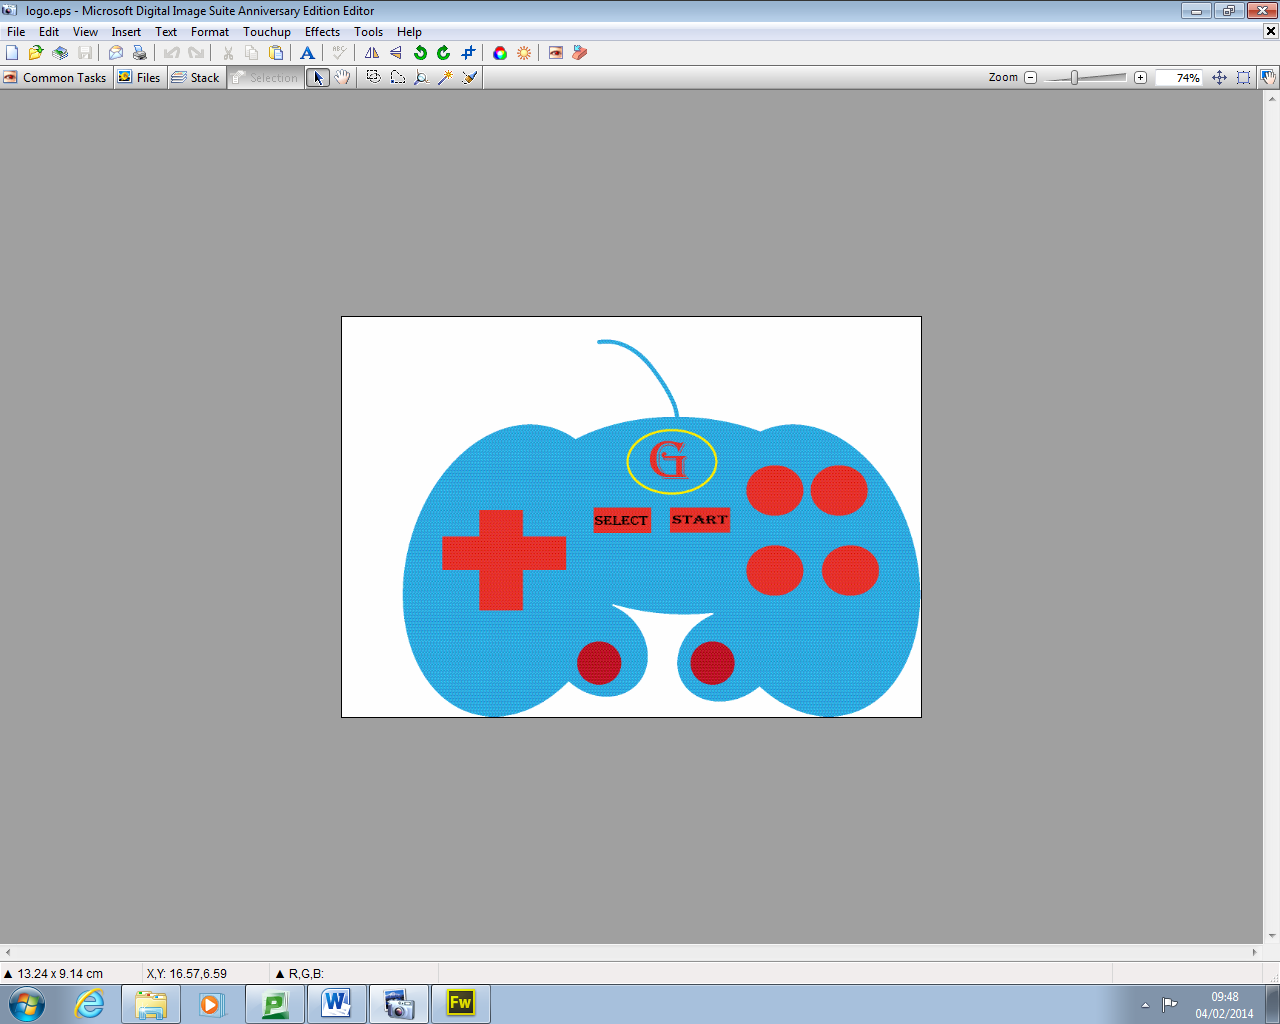 logo.eps - Microsoft Digital Image Suite Anniversary Edition Editor
File Edit View Insert Text Format Touchup Effects Tools Help
Common Tasks Files Stack Selection Zoom 74%
G
SELECT START
13.24 x 9.14 cm X,Y: 16.57,6.59 R,G,B:
W Fw 09:48
04/02/2014